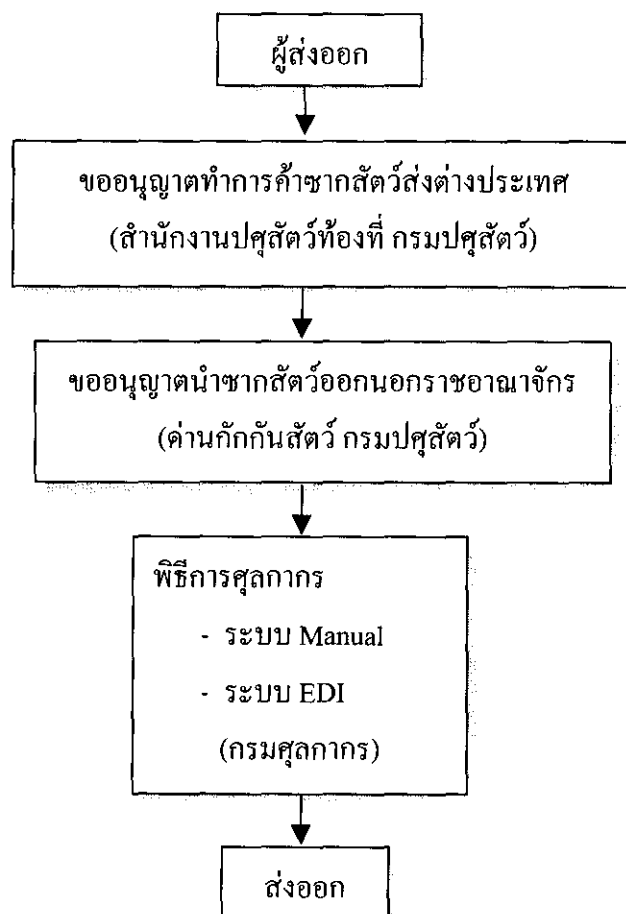 ผู้ส่งออก
ขออนุญาตทำการค้าซากสัตว์ส่งต่างประเทศ
(สำนักงานปศุสัตว์ท้องที่ กรมปศุสัตว์)
ขออนุญาตนำซากสัตว์ออกนอกราชอาณาจักร
(ด่านกักกันสัตว์ กรมปศุสัตว์)
พิธีการศุลกากร
- ระบบ Manual
- ระบบ EDI
(กรมศุลกากร)
ส่งออก